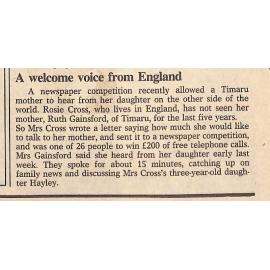 A welcome voice from England
A newspaper competition recently allowed a Timaru
mother to hear from her daughter on the other side of the
world. Rosie Cross, who lives in England, has not seen her
mother, Ruth Gainsford, of Timaru, for the last five years.
So Mrs Cross wrote a letter saying how much she would like
to talk to her mother, and sent it to a newspaper competition,
and was one of 26 people to win £200 of free telephone calls.
Mrs Gainsford said she heard from her daughter early last
week. They spoke for about 15 minutes, catching up on
family news and discussing Mrs Cross's three-year-old daugh-
ter Hayley.